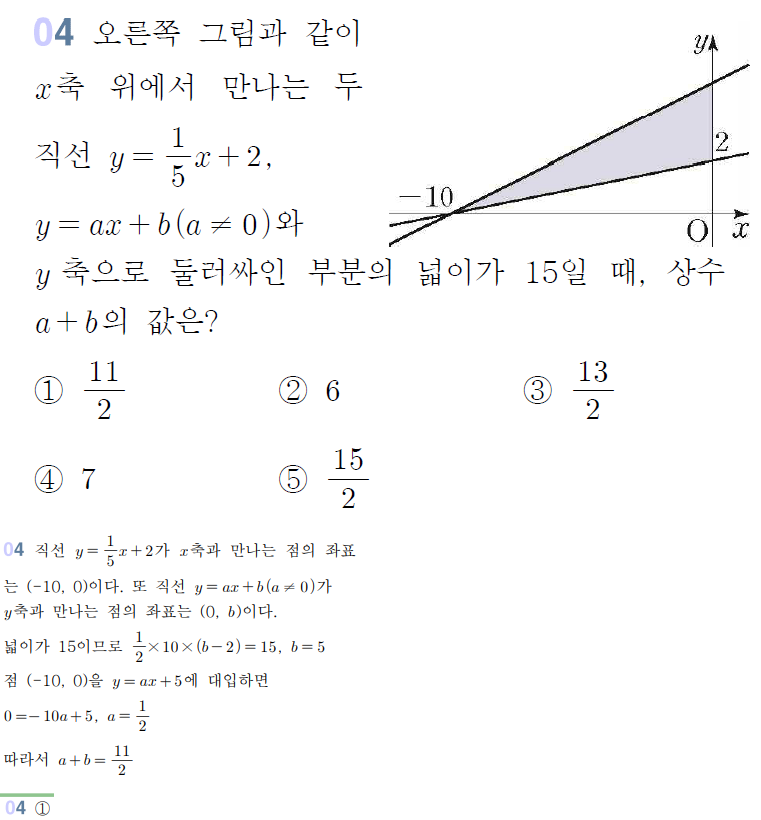 04 오른쪽 그림과 같이
x축 위에서 만나는 두
직선 y = 1/5 x + 2,
y = ax + b (a ≠ 0)와
y 축으로 둘러싸인 부분의 넓이가 15일 때, 상수
a + b의 값은?
y
2
-10
O
x
① 11/2 ② 6 ③ 13/2
④ 7 ⑤ 15/2
04 직선 y = 1/5 x + 2가 x축과 만나는 점의 좌표
는 (-10, 0)이다. 또 직선 y = ax + b (a ≠ 0)가
y축과 만나는 점의 좌표는 (0, b)이다.
넓이가 15이므로 1/2 × 10 × (b - 2) = 15, b = 5
점 (-10, 0)을 y = ax + 5에 대입하면
0 = - 10a + 5, a = 1/2
따라서 a + b = 11/2
04 ①